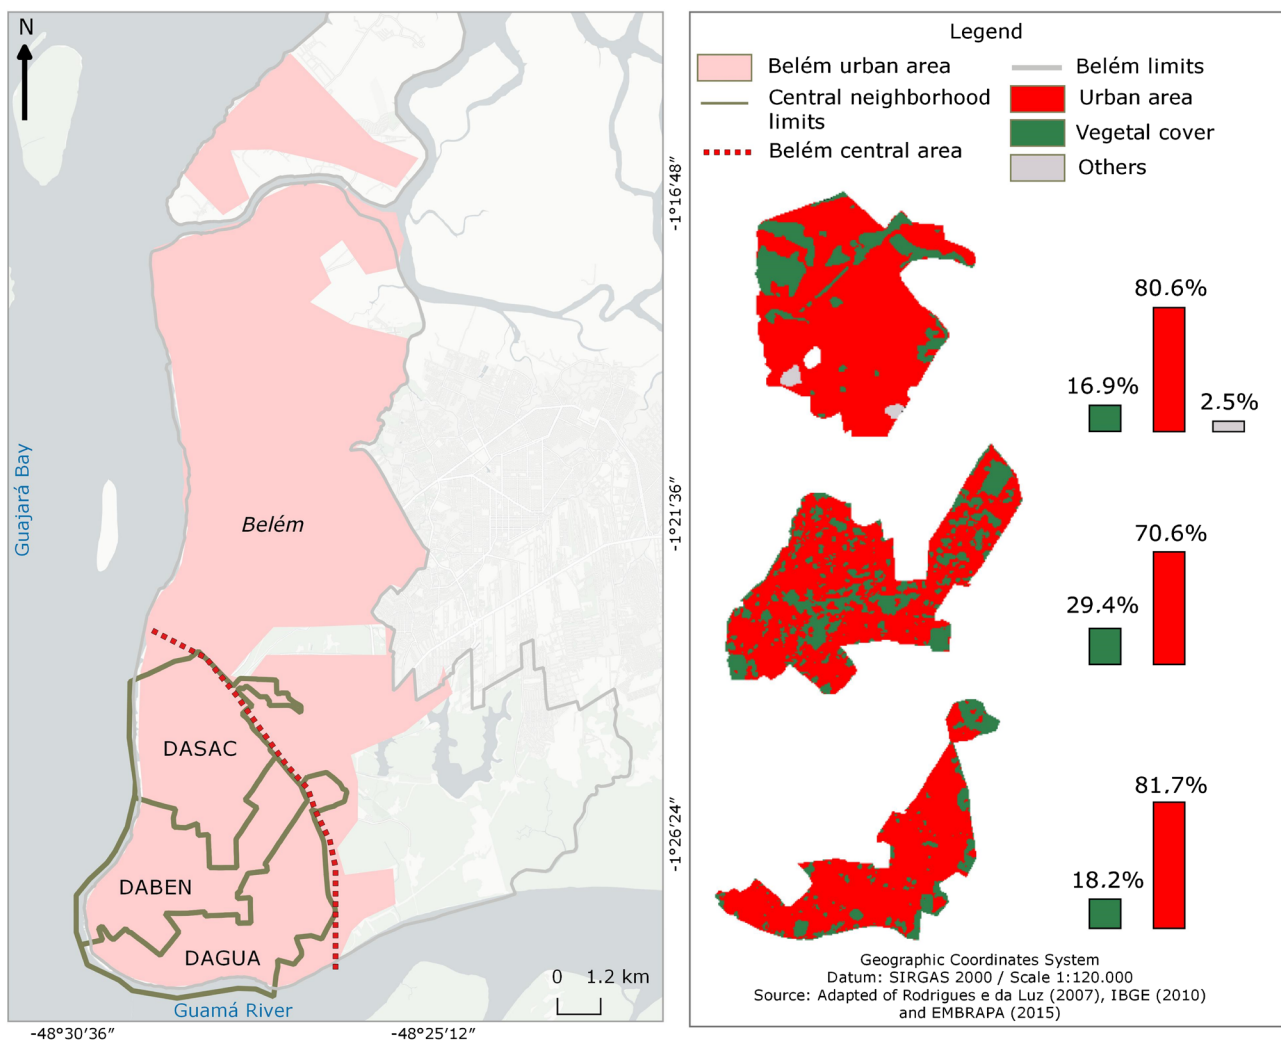 N
Guajará Bay
Belém
DASAC
DABEN
DAGUA
Guamá River
0 1.2 km
-48°30′36″
-48°25′12″
-1°16′48″
-1°21′36″
-1°26′24″
Legend
Belém urban area
Central neighborhood
limits
Belém central area
Belém limits
Urban area
Vegetal cover
Others
16.9%
80.6%
2.5%
29.4%
70.6%
18.2%
81.7%
Geographic Coordinates System
Datum: SIRGAS 2000 / Scale 1:120.000
Source: Adapted of Rodrigues e da Luz (2007), IBGE (2010)
and EMBRAPA (2015)